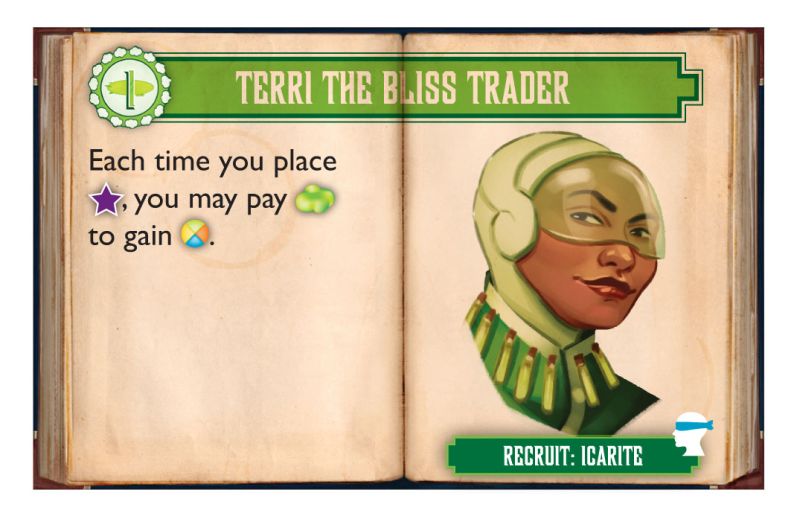 TERRI THE BLISS TRADER
Each time you place
, you may pay
to gain .
RECRUIT: ICARITE